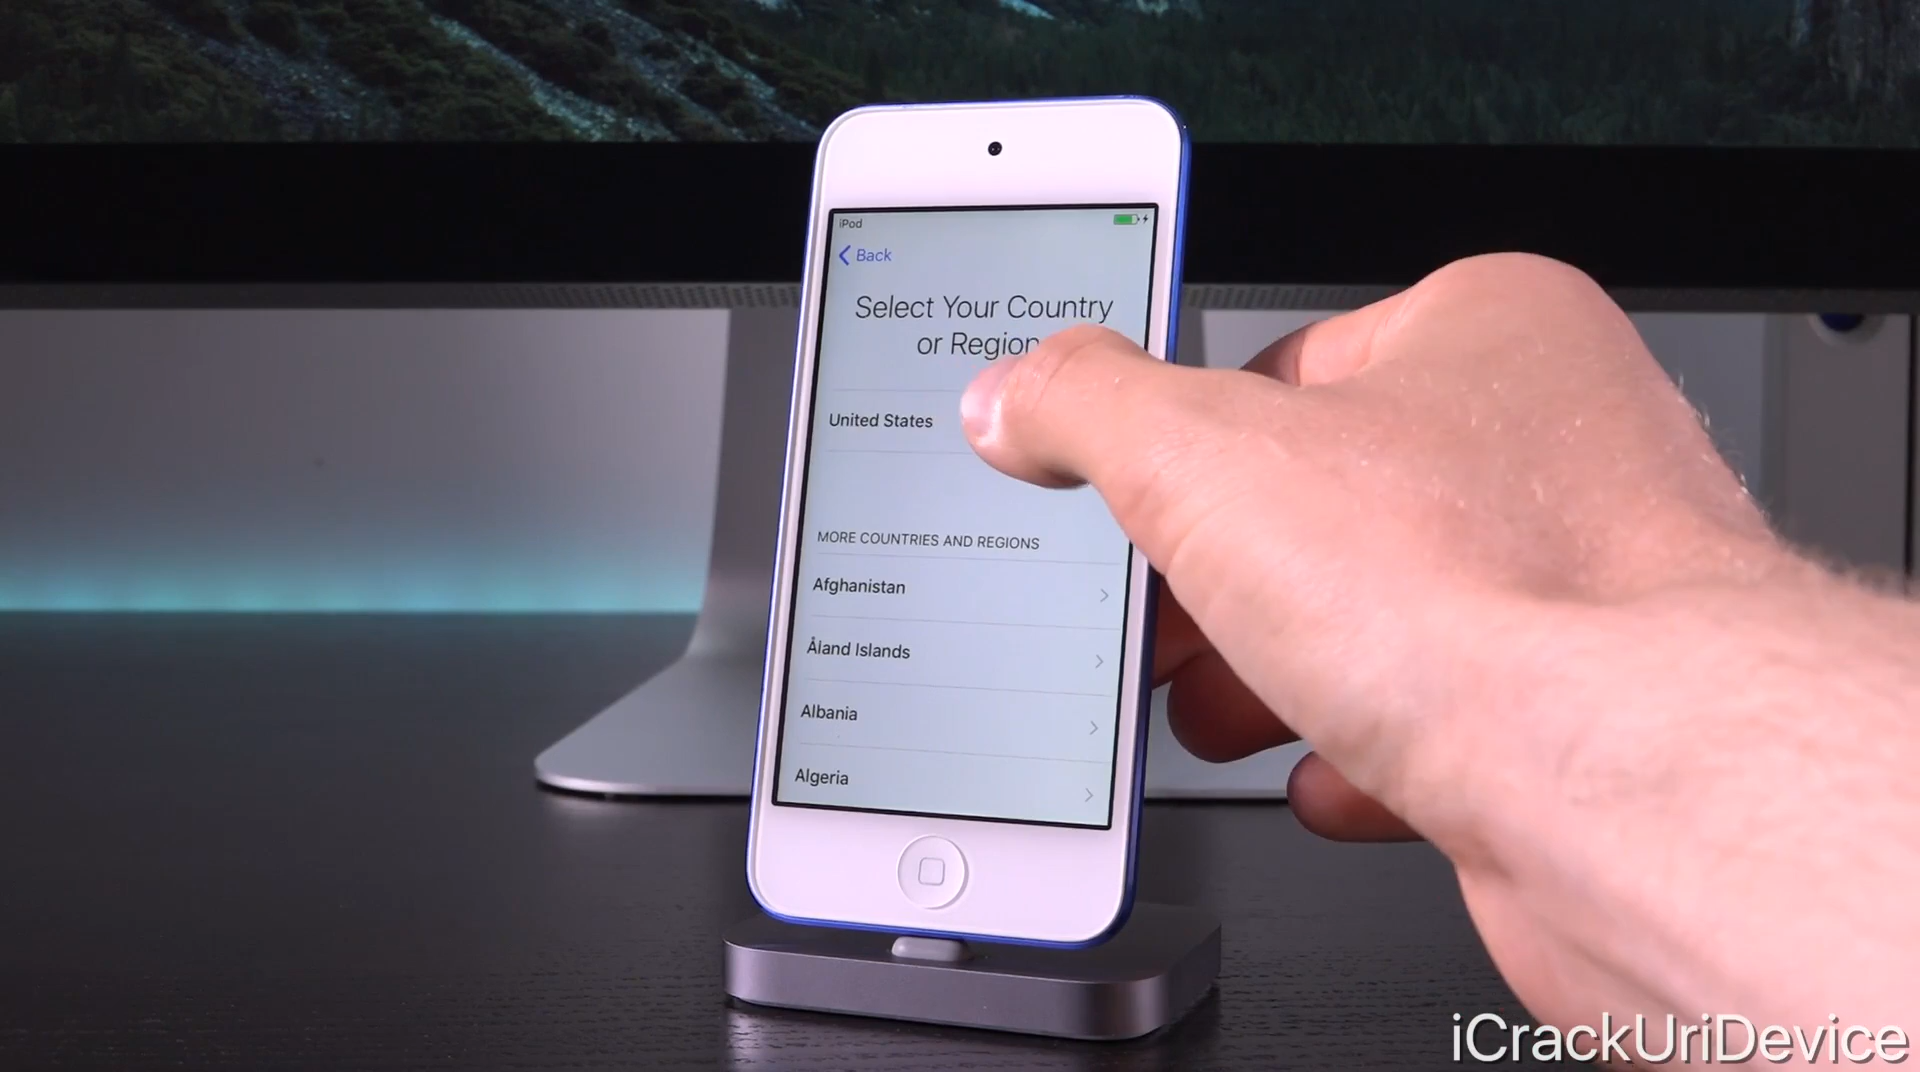 iPod
Back
Select Your Country
or Region
United States
MORE COUNTRIES AND REGIONS
Afghanistan
Åland Islands
Albania
Algeria
iCrackUriDevice